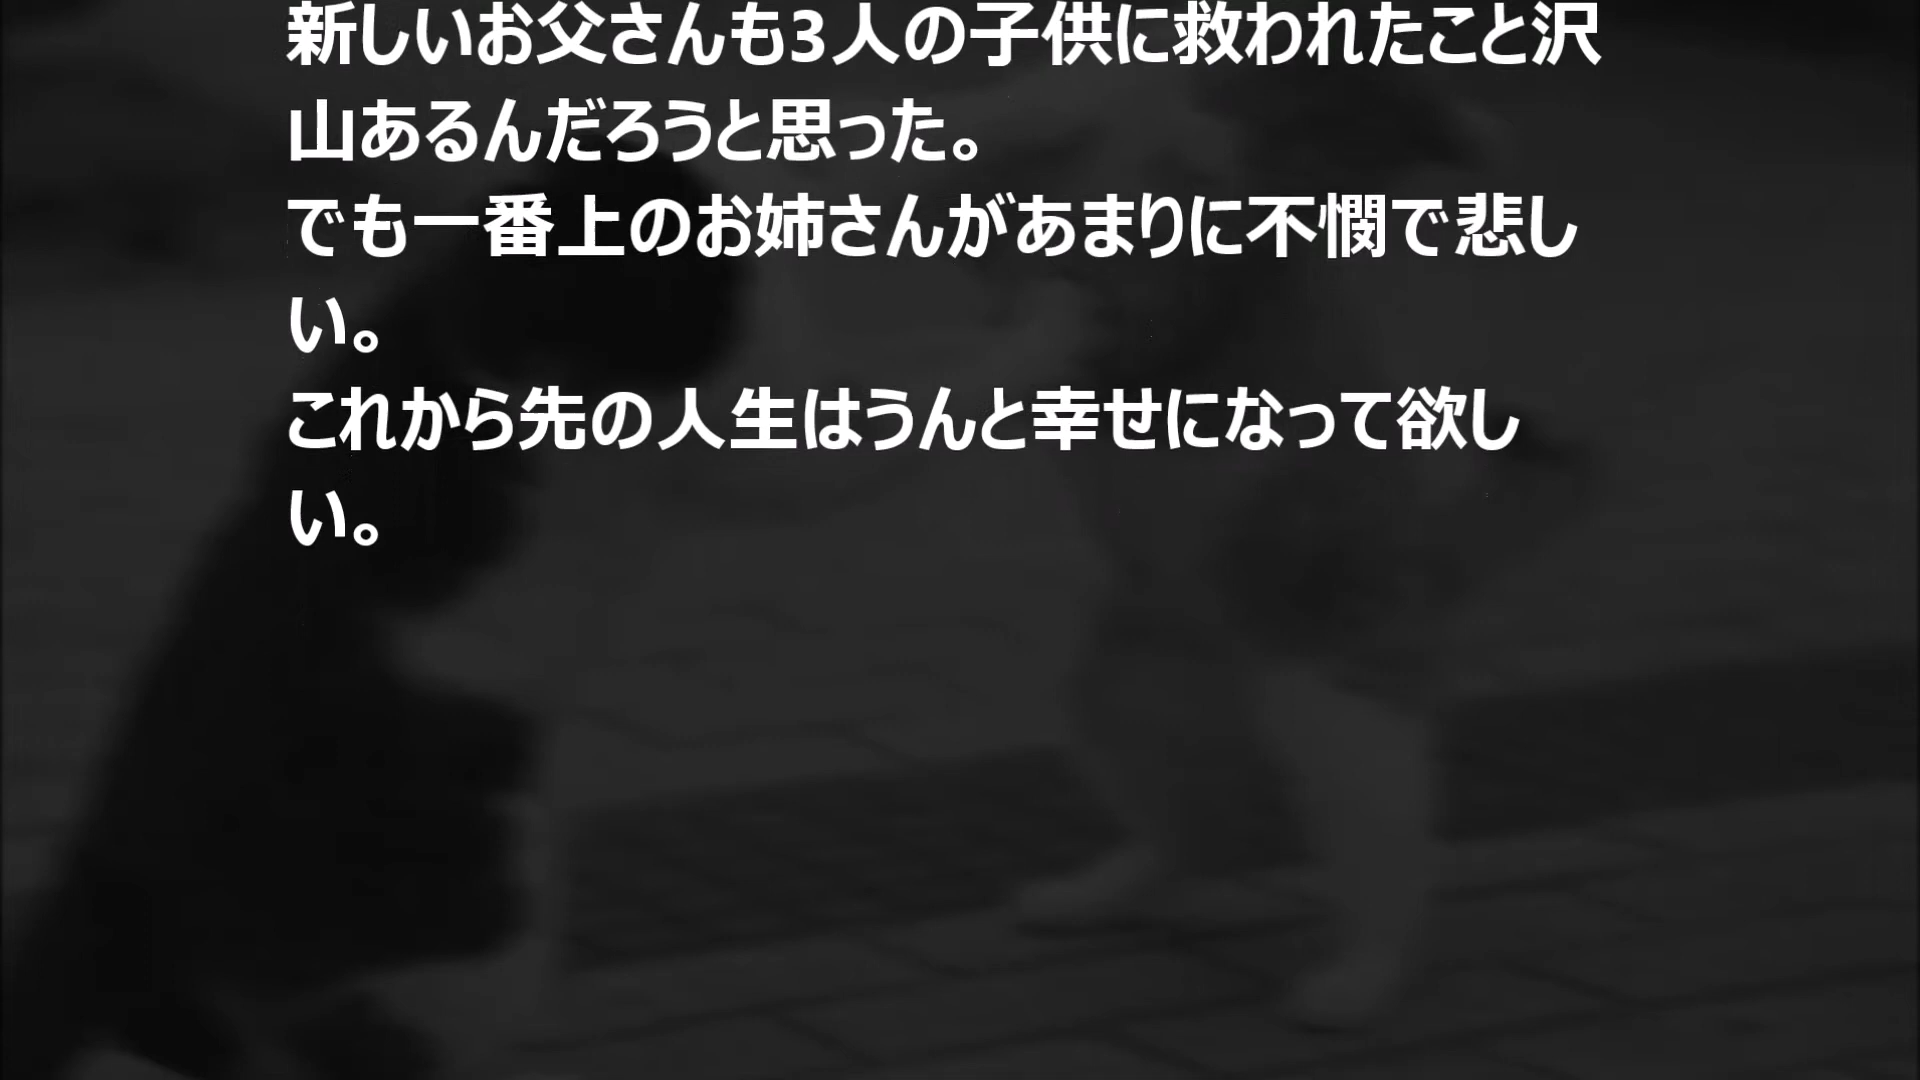 新しいお父さんも3人の子供に救われたこと沢
山あるんだろうと思った。
でも一番上のお姉さんがあまりに不憫で悲し
い。
これから先の人生はうんと幸せになって欲し
い。